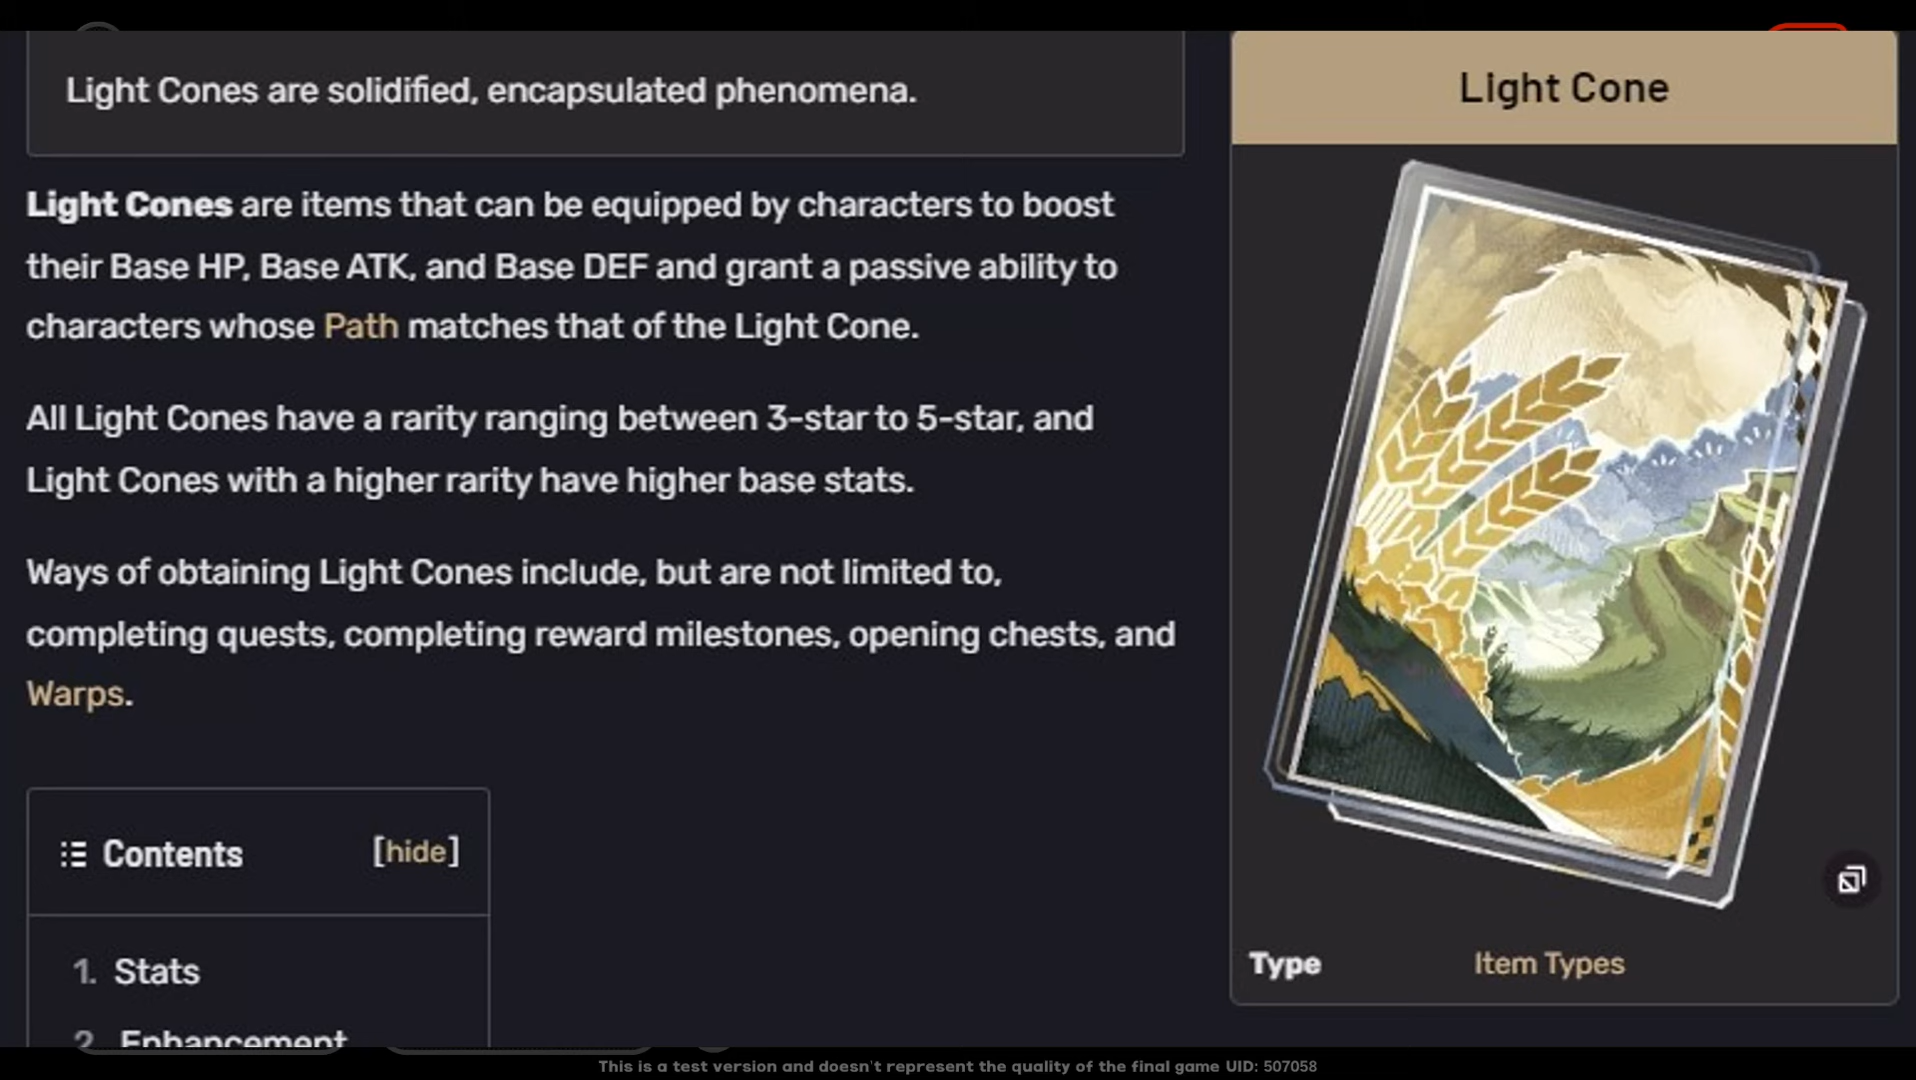 Light Cones are solidified, encapsulated phenomena.
Light Cones are items that can be equipped by characters to boost
their Base HP, Base ATK, and Base DEF and grant a passive ability to
characters whose Path matches that of the Light Cone.
All Light Cones have a rarity ranging between 3-star to 5-star, and
Light Cones with a higher rarity have higher base stats.
Ways of obtaining Light Cones include, but are not limited to,
completing quests, completing reward milestones, opening chests, and
Warps.
Contents [hide]
1. Stats
2. Enhancement
Light Cone
Type Item Types
This is a test version and doesn't represent the quality of the final game UID: 507058